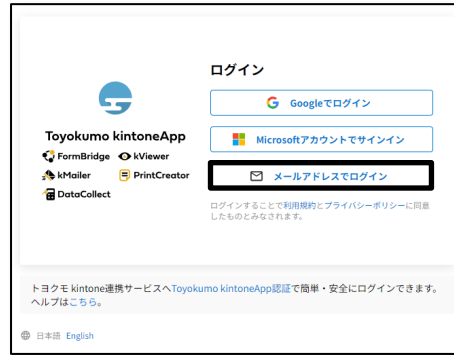 ログイン
Googleでログイン
Toyokumo kintoneApp
Microsoftアカウントでサインイン
FormBridge kViewer
kMailer PrintCreator
メールアドレスでログイン
DataCollect
ログインすることで利用規約とプライバシーポリシーに同意
したものとみなされます。
トヨクモ kintone連携サービスへToyokumo kintoneApp認証で簡単・安全にログインできます。
ヘルプはこちら。
日本語 English